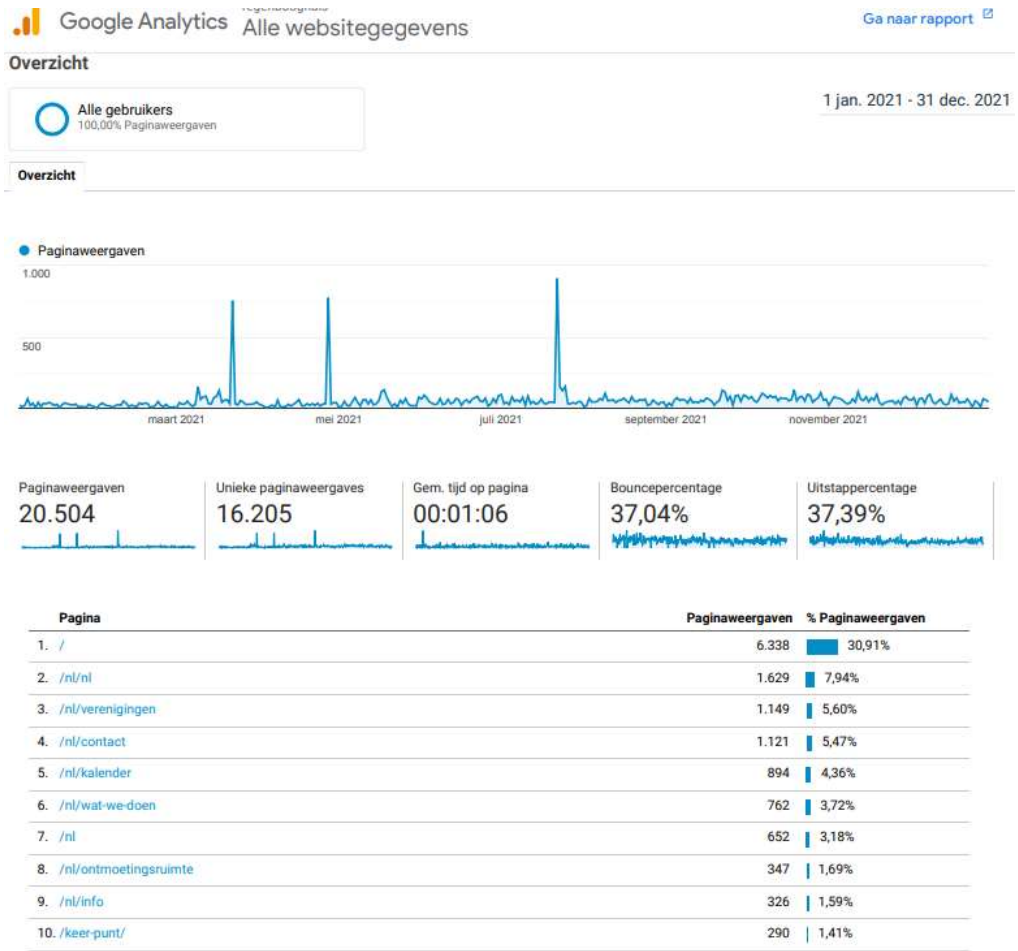 Google Analytics
Alle websitegegevens
Ga naar rapport
Overzicht
Alle gebruikers
100,00% Paginaweergaven
1 jan. 2021 - 31 dec. 2021
Overzicht
Paginaweergaven
1.000
500
maart 2021 mei 2021 juli 2021 september 2021 november 2021
Paginaweergaven Unieke paginaweergaves Gem. tijd op pagina Bouncepercentage Uitstappercentage
20.504 16.205 00:01:06 37,04% 37,39%
Pagina Paginaweergaven % Paginaweergaven
1. / 6.338 30,91%
2. /nl/nl 1.629 7,94%
3. /nl/verenigingen 1.149 5,60%
4. /nl/contact 1.121 5,47%
5. /nl/kalender 894 4,36%
6. /nl/wat-we-doen 762 3,72%
7. /nl 652 3,18%
8. /nl/ontmoetingsruimte 347 1,69%
9. /nl/info 326 1,59%
10. /keer-punt/ 290 1,41%